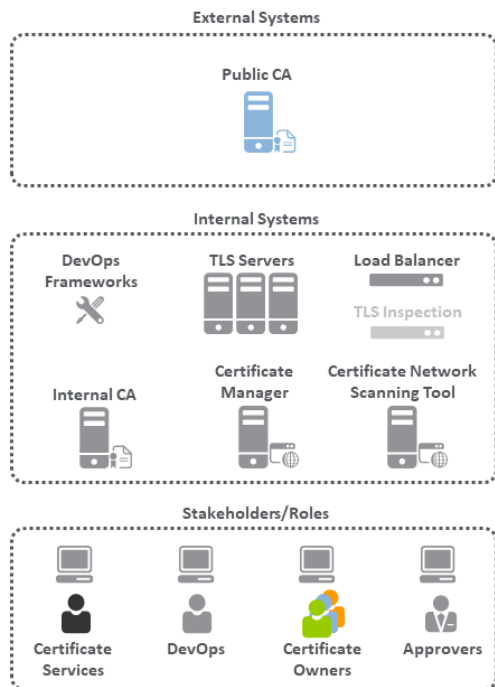 External Systems
Public CA
Internal Systems
DevOps
Frameworks
TLS Servers
Load Balancer
TLS Inspection
Internal CA
Certificate
Manager
Certificate Network
Scanning Tool
Stakeholders/Roles
Certificate
Services
DevOps
Certificate
Owners
Approvers